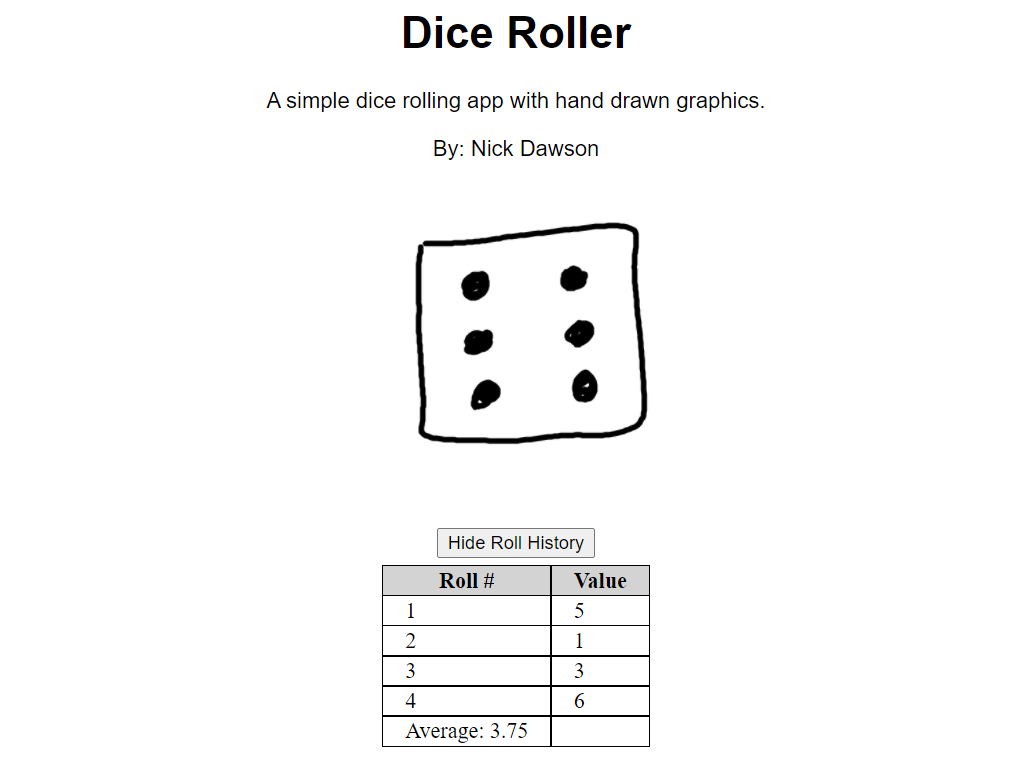 Dice Roller
A simple dice rolling app with hand drawn graphics.
By: Nick Dawson
Hide Roll History
Roll # Value
1 5
2 1
3 3
4 6
Average: 3.75